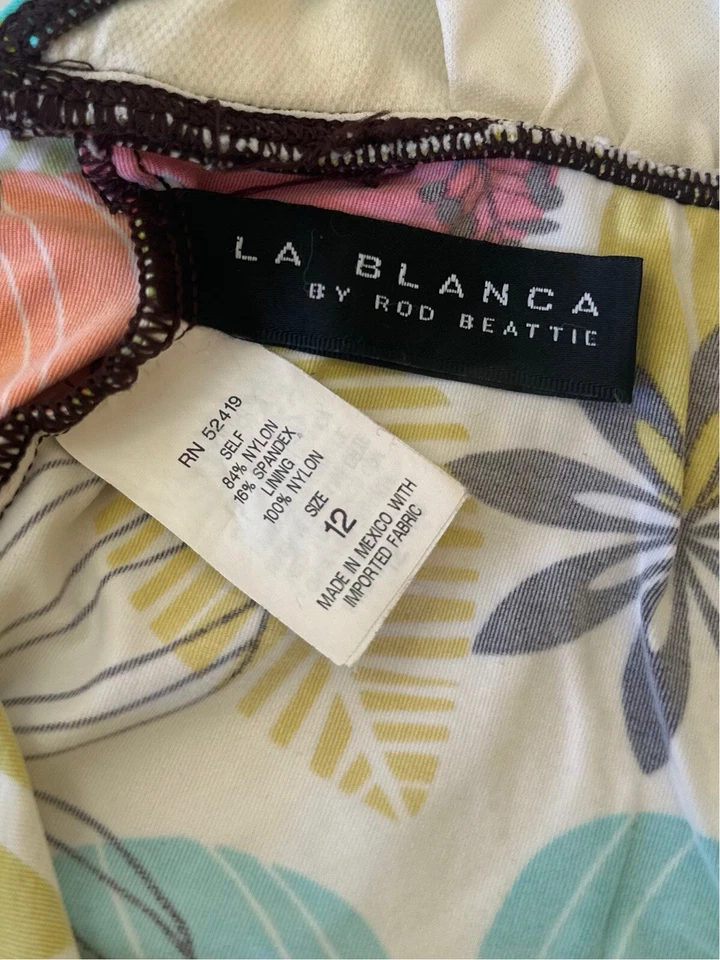 LA BLANCA
BY ROD BEATTIE
RN 52419
SELF
84% NYLON
16% SPANDEX
LINING
100% NYLON
SIZE
12
MADE IN MEXICO WITH
IMPORTED FABRIC